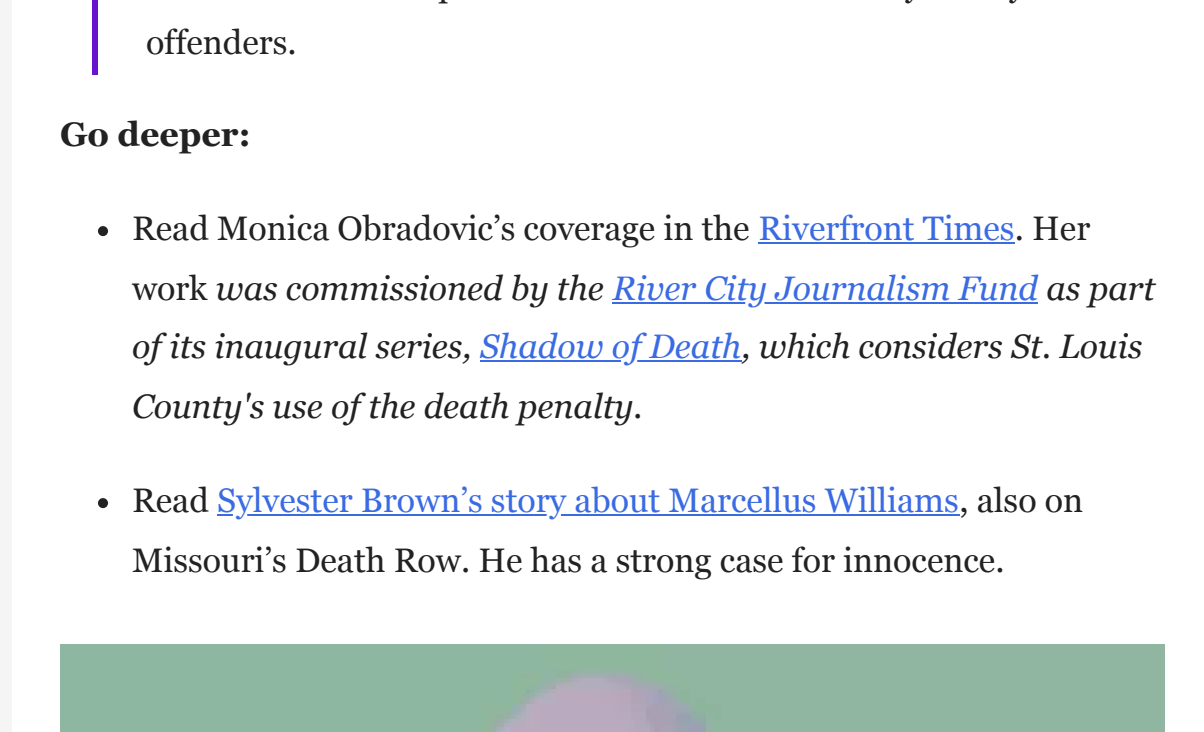 offenders.
Go deeper:
Read Monica Obradovic’s coverage in the Riverfront Times. Her
work was commissioned by the River City Journalism Fund as part
of its inaugural series, Shadow of Death, which considers St. Louis
County's use of the death penalty.
Read Sylvester Brown’s story about Marcellus Williams, also on
Missouri’s Death Row. He has a strong case for innocence.